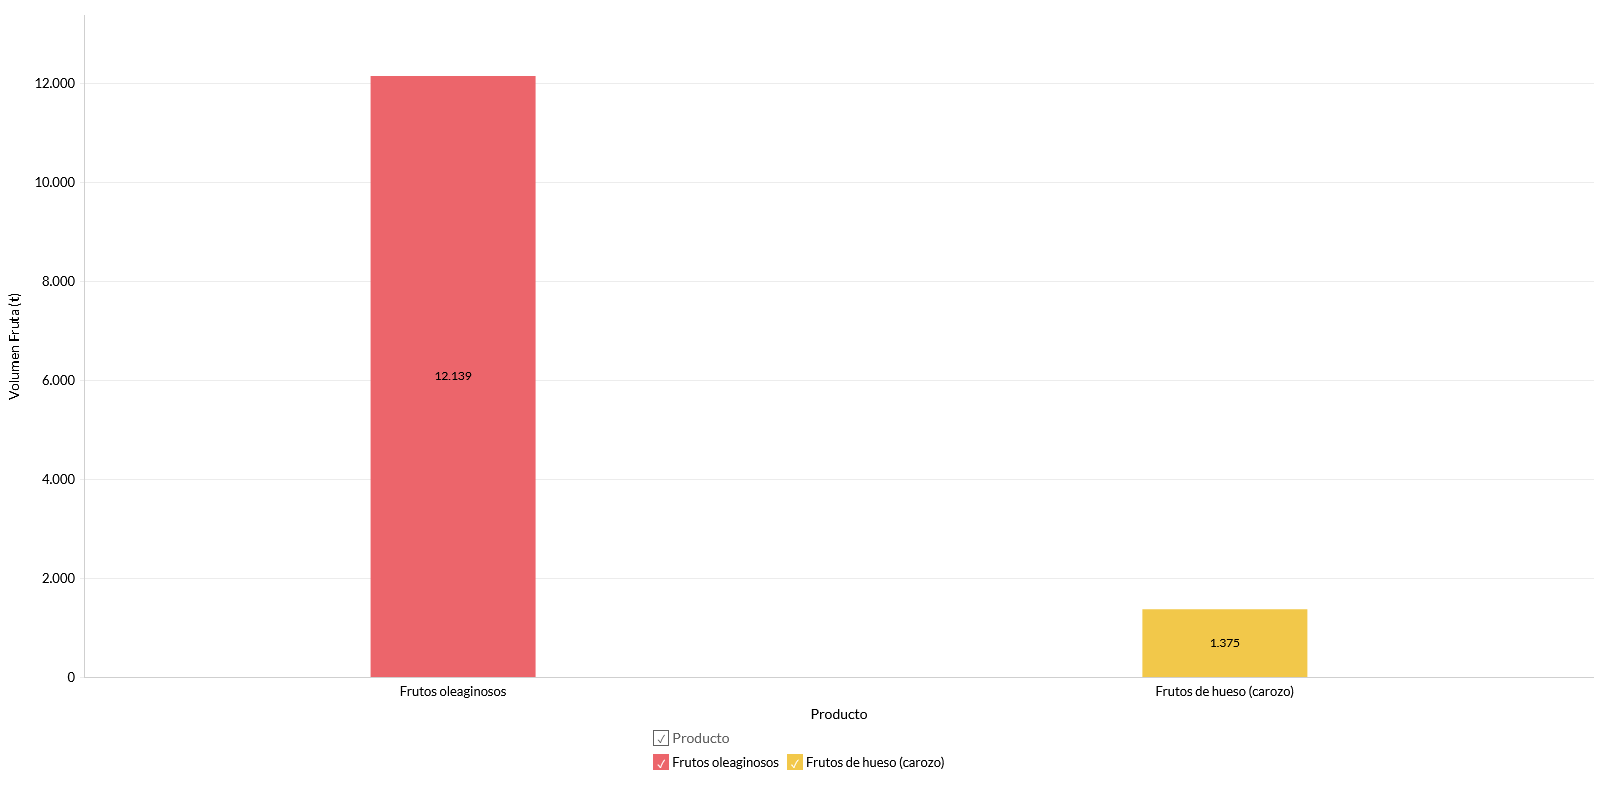 Volumen Fruta (t)
12.000
10.000
8.000
6.000
4.000
2.000
0
12.139
1.375
Frutos oleaginosos
Frutos de hueso (carozo)
Producto
Producto
Frutos oleaginosos Frutos de hueso (carozo)